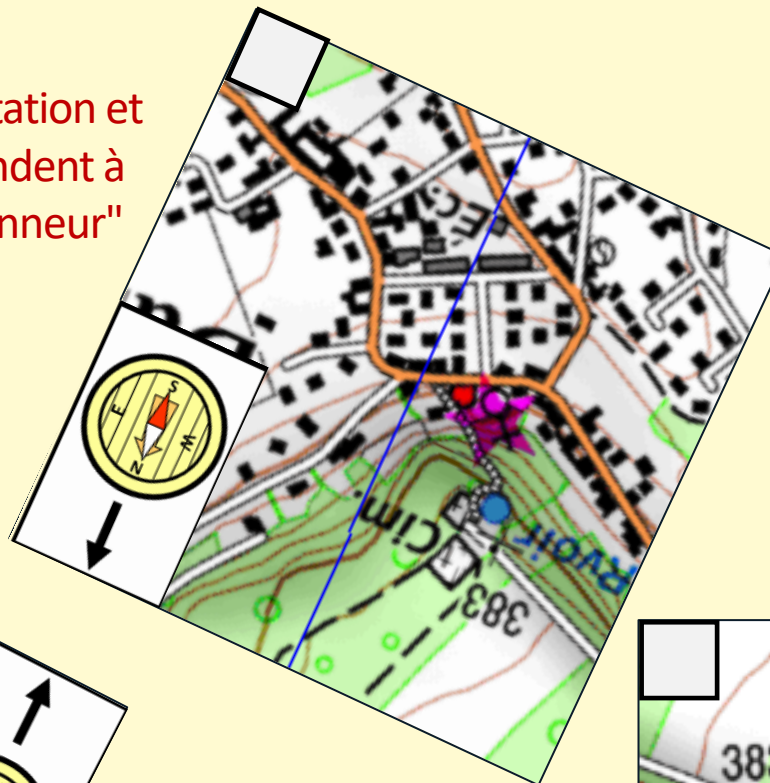 tation et
ndent à
nneur"
S
E
W
N
Cim.
Rvoir
383
382